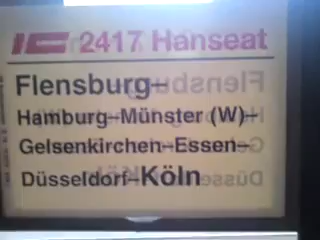 IC 2417 Hanseat
Flensburg–
Hamburg–Münster (W)–
Gelsenkirchen–Essen–
Düsseldorf–Köln